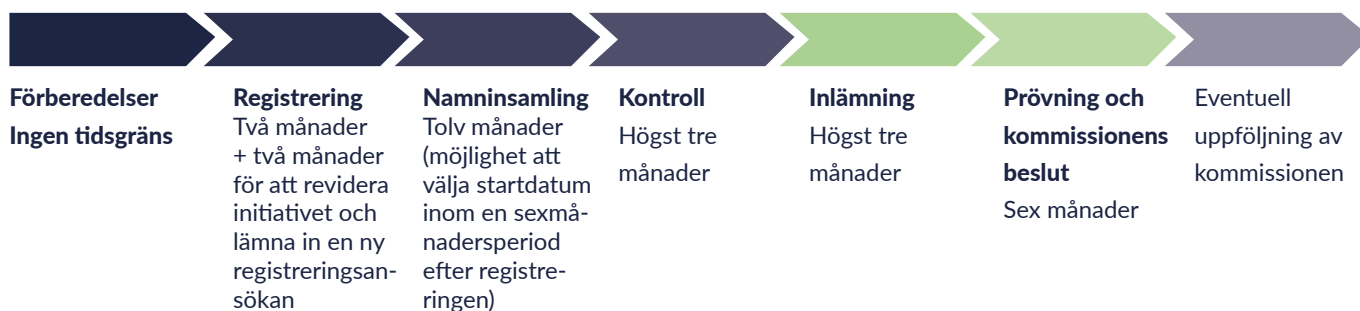 Förberedelser
Ingen tidsgräns
Registrering
Två månader
+ två månader
för att revidera
initiativet och
lämna in en ny
registreringsan-
sökan
Namninsamling
Tolv månader
(möjlighet att
välja startdatum
inom en sexmå-
nadersperiod
efter registre-
ringen)
Kontroll
Högst tre
månader
Inlämning
Högst tre
månader
Prövning och
kommissionens
beslut
Sex månader
Eventuell
uppföljning av
kommissionen